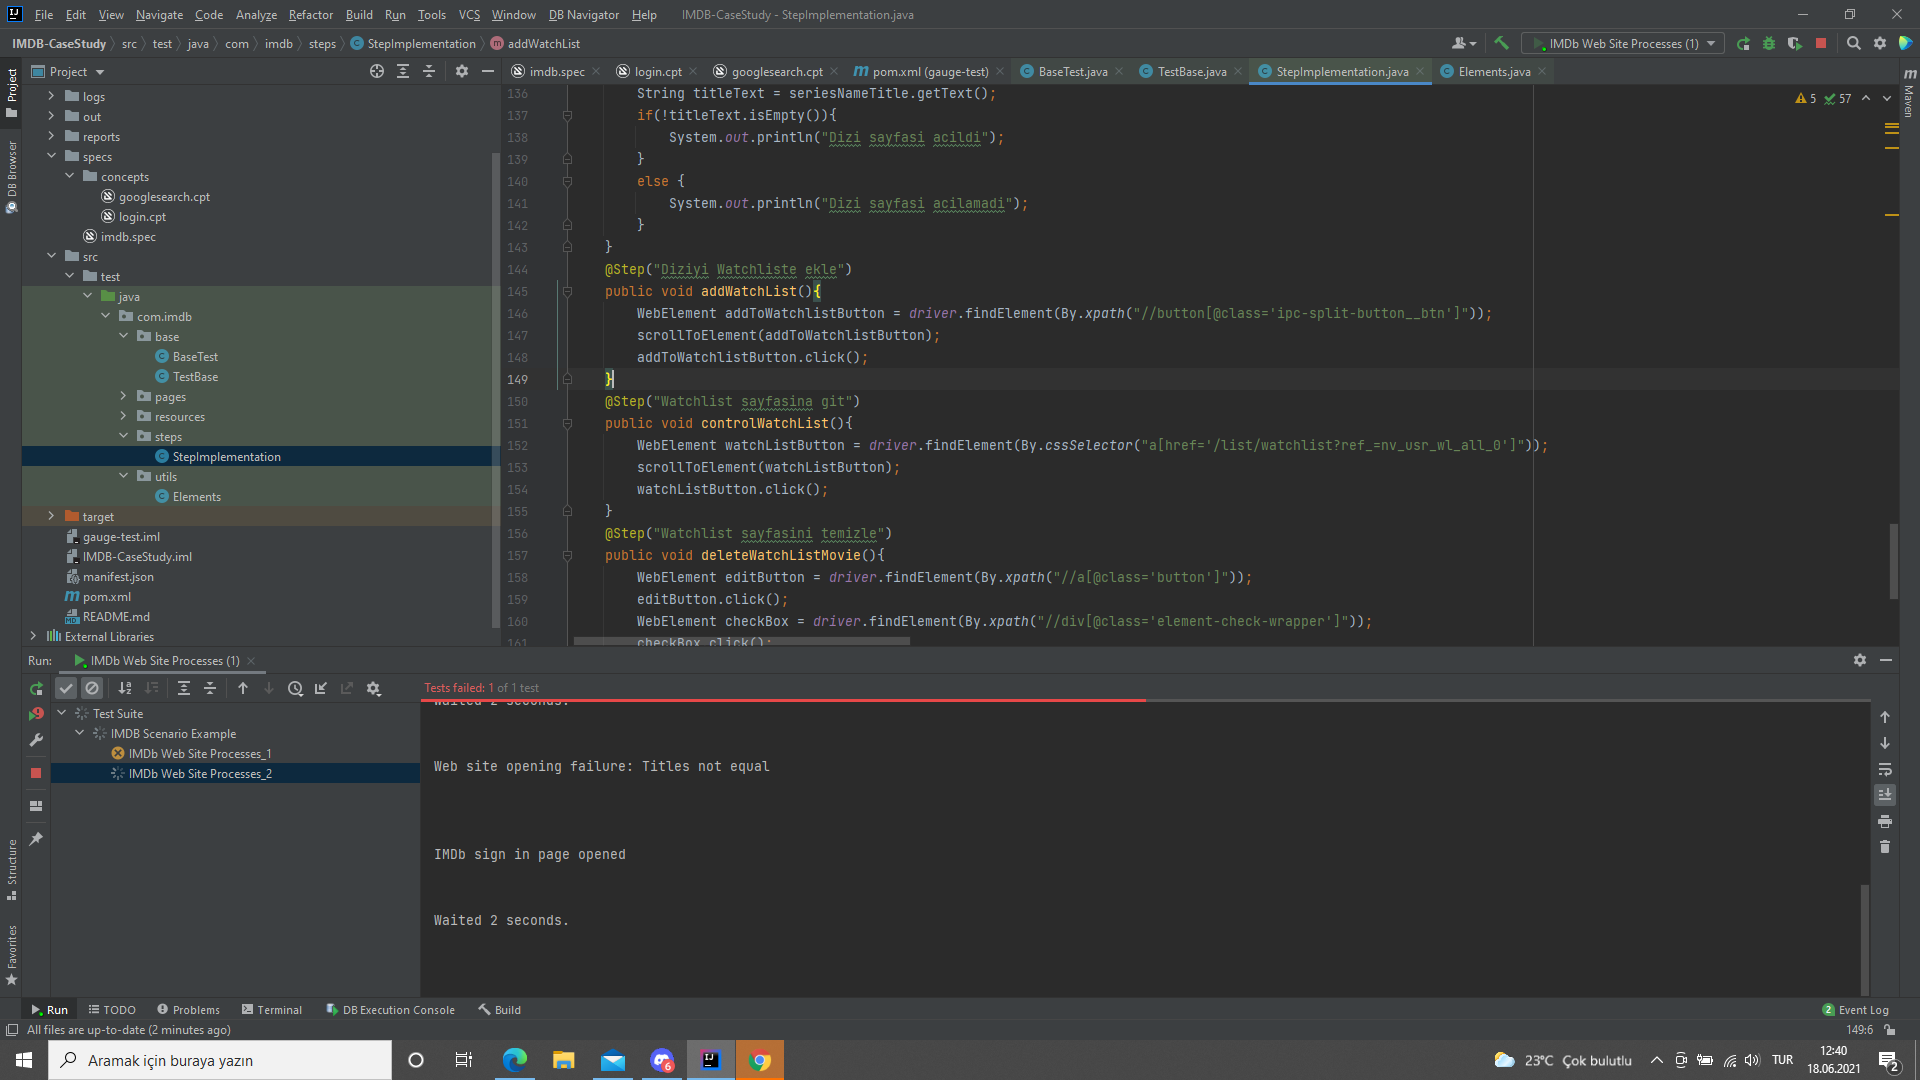 File Edit View Navigate Code Analyze Refactor Build Run Tools VCS Window DB Navigator Help IMDB-CaseStudy - StepImplementation.java
IMDB-CaseStudy src test java com imdb steps StepImplementation addWatchList
IMDb Web Site Processes (1)
Project
imdb.spec login.cpt googlesearch.cpt pom.xml (gauge-test) BaseTest.java TestBase.java StepImplementation.java Elements.java
Project
DB Browser
Structure
Favorites
Maven
logs
out
reports
specs
concepts
googlesearch.cpt
login.cpt
imdb.spec
src
test
java
com.imdb
base
BaseTest
TestBase
pages
resources
steps
StepImplementation
utils
Elements
target
gauge-test.iml
IMDB-CaseStudy.iml
manifest.json
pom.xml
README.md
External Libraries
5 57
136 String titleText = seriesNameTitle.getText();
137 if(!titleText.isEmpty()){
138 System.out.println("Dizi sayfasi acildi");
139 }
140 else {
141 System.out.println("Dizi sayfasi acilamadi");
142 }
143 }
144 @Step("Diziyi Watchliste ekle")
145 public void addWatchList(){
146 WebElement addToWatchlistButton = driver.findElement(By.xpath("//button[@class='ipc-split-button__btn']"));
147 scrollToElement(addToWatchlistButton);
148 addToWatchlistButton.click();
149 }
150 @Step("Watchlist sayfasina git")
151 public void controlWatchList(){
152 WebElement watchListButton = driver.findElement(By.cssSelector("a[href='/list/watchlist?ref_=nv_usr_wl_all_0']"));
153 scrollToElement(watchListButton);
154 watchListButton.click();
155 }
156 @Step("Watchlist sayfasini temizle")
157 public void deleteWatchListMovie(){
158 WebElement editButton = driver.findElement(By.xpath("//a[@class='button']"));
159 editButton.click();
160 WebElement checkBox = driver.findElement(By.xpath("//div[@class='element-check-wrapper']"));
161 checkBox.click();
Run: IMDb Web Site Processes (1)
Tests failed: 1 of 1 test
Test Suite
IMDB Scenario Example
IMDb Web Site Processes_1
IMDb Web Site Processes_2
Waited 2 seconds.
Web site opening failure: Titles not equal
IMDb sign in page opened
Waited 2 seconds.
Run TODO Problems Terminal DB Execution Console Build 2 Event Log
All files are up-to-date (2 minutes ago) 149:6
Aramak için buraya yazın
6
23°C Çok bulutlu
TUR
12:40
18.06.2021
2